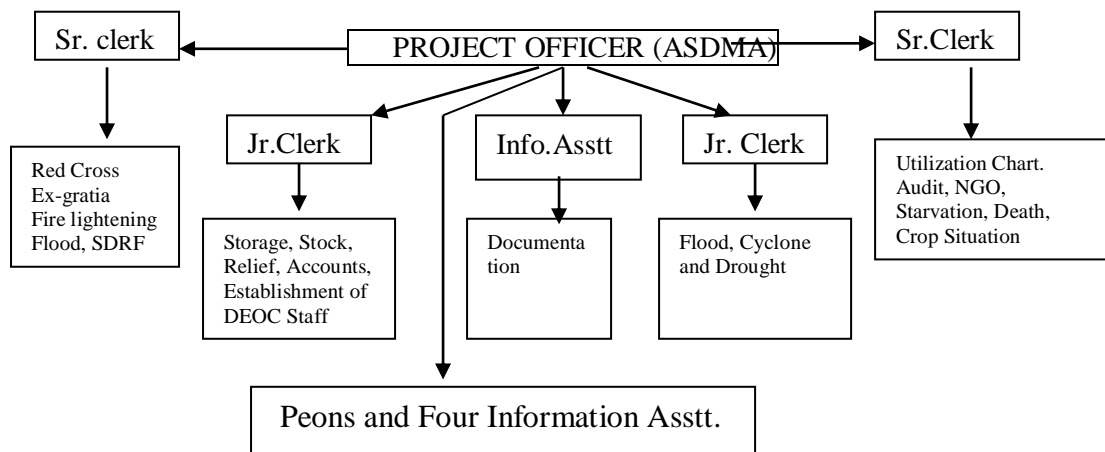 Sr. clerk
PROJECT OFFICER (ASDMA)
Sr.Clerk
Jr.Clerk
Info.Asstt
Jr. Clerk
Red Cross
Ex-gratia
Fire lightening
Flood, SDRF
Utilization Chart.
Audit, NGO,
Starvation, Death,
Crop Situation
Storage, Stock,
Relief, Accounts,
Establishment of
DEOC Staff
Documenta
tion
Flood, Cyclone
and Drought
Peons and Four Information Asstt.